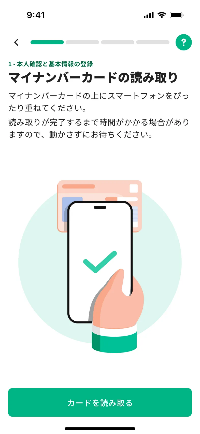 9:41
?
1 - 本人確認と基本情報の登録
マイナンバーカードの読み取り
マイナンバーカードの上にスマートフォンをぴっ
たり重ねてください。
読み取りが完了するまで時間がかかる場合があり
ますので、動かさずにお待ちください。
カードを読み取る